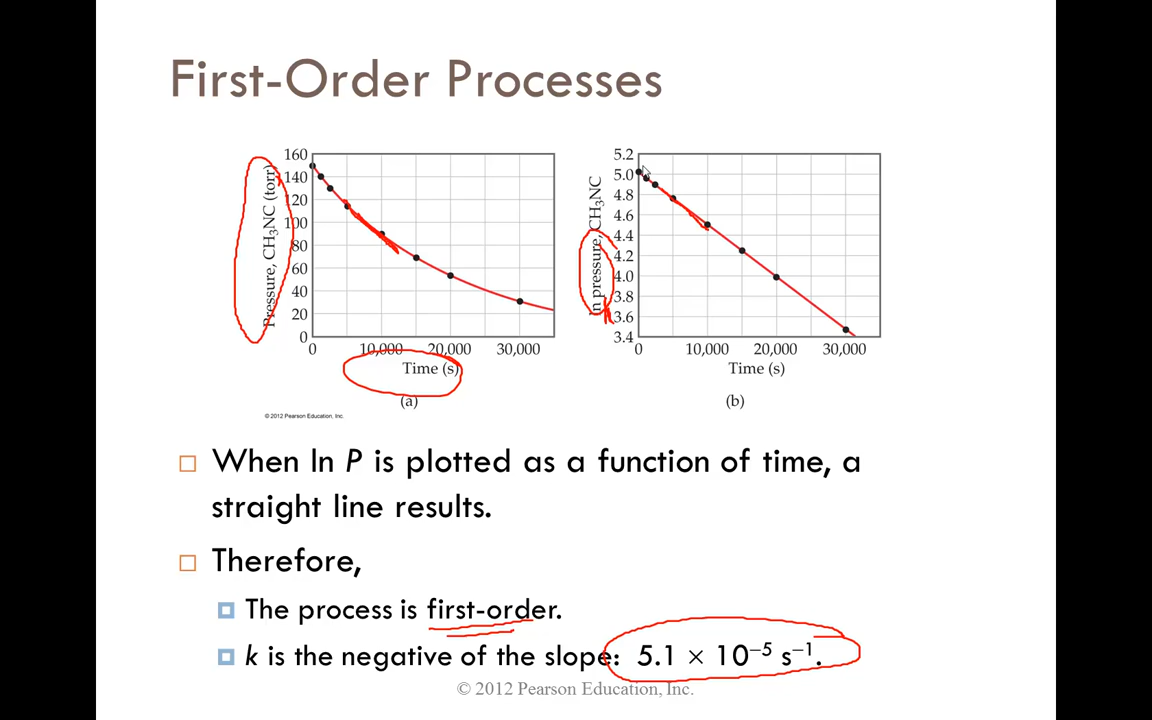 First-Order Processes
160
140
120
100
80
60
40
20
0
Pressure, CH₃NC (torr)
0 10,000 20,000 30,000
Time (s)
(a)
© 2012 Pearson Education, Inc.
5.2
5.0
4.8
4.6
4.4
4.2
4.0
3.8
3.6
3.4
ln pressure, CH₃NC
0 10,000 20,000 30,000
Time (s)
(b)
When ln P is plotted as a function of time, a
straight line results.
Therefore,
The process is first-order.
k is the negative of the slope: 5.1 × 10⁻⁵ s⁻¹.
© 2012 Pearson Education, Inc.